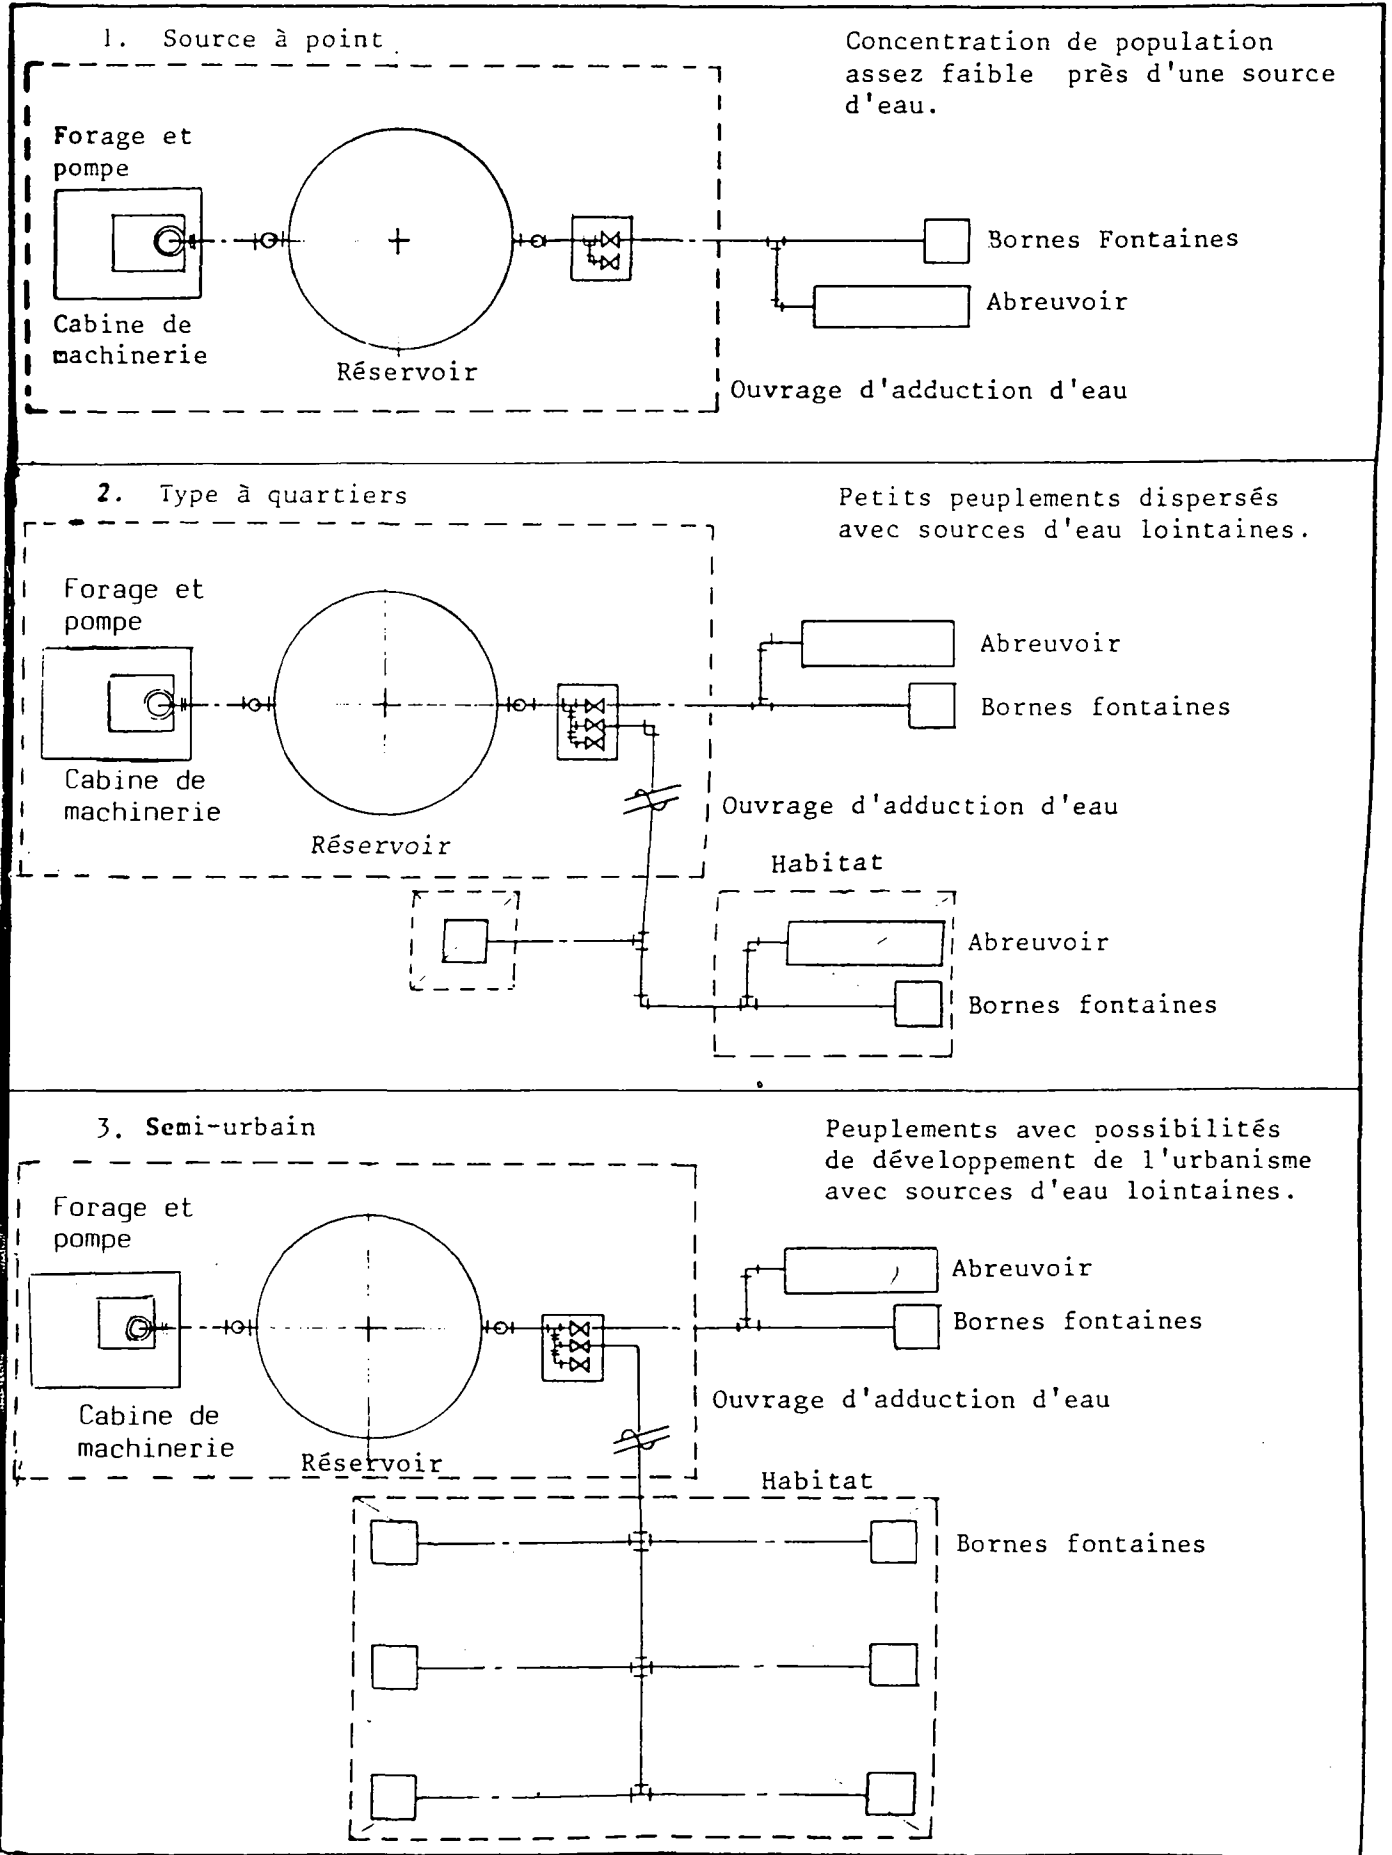 1. Source à point
Concentration de population
assez faible près d'une source
d'eau.
Forage et
pompe
Bornes Fontaines
Abreuvoir
Cabine de
machinerie
Réservoir
Ouvrage d'adduction d'eau
2. Type à quartiers
Petits peuplements dispersés
avec sources d'eau lointaines.
Forage et
pompe
Abreuvoir
Bornes fontaines
Cabine de
machinerie
Ouvrage d'adduction d'eau
Réservoir
Habitat
Abreuvoir
Bornes fontaines
3. Semi-urbain
Peuplements avec possibilités
de développement de l'urbanisme
avec sources d'eau lointaines.
Forage et
pompe
Abreuvoir
Bornes fontaines
Ouvrage d'adduction d'eau
Cabine de
machinerie
Réservoir
Habitat
Bornes fontaines